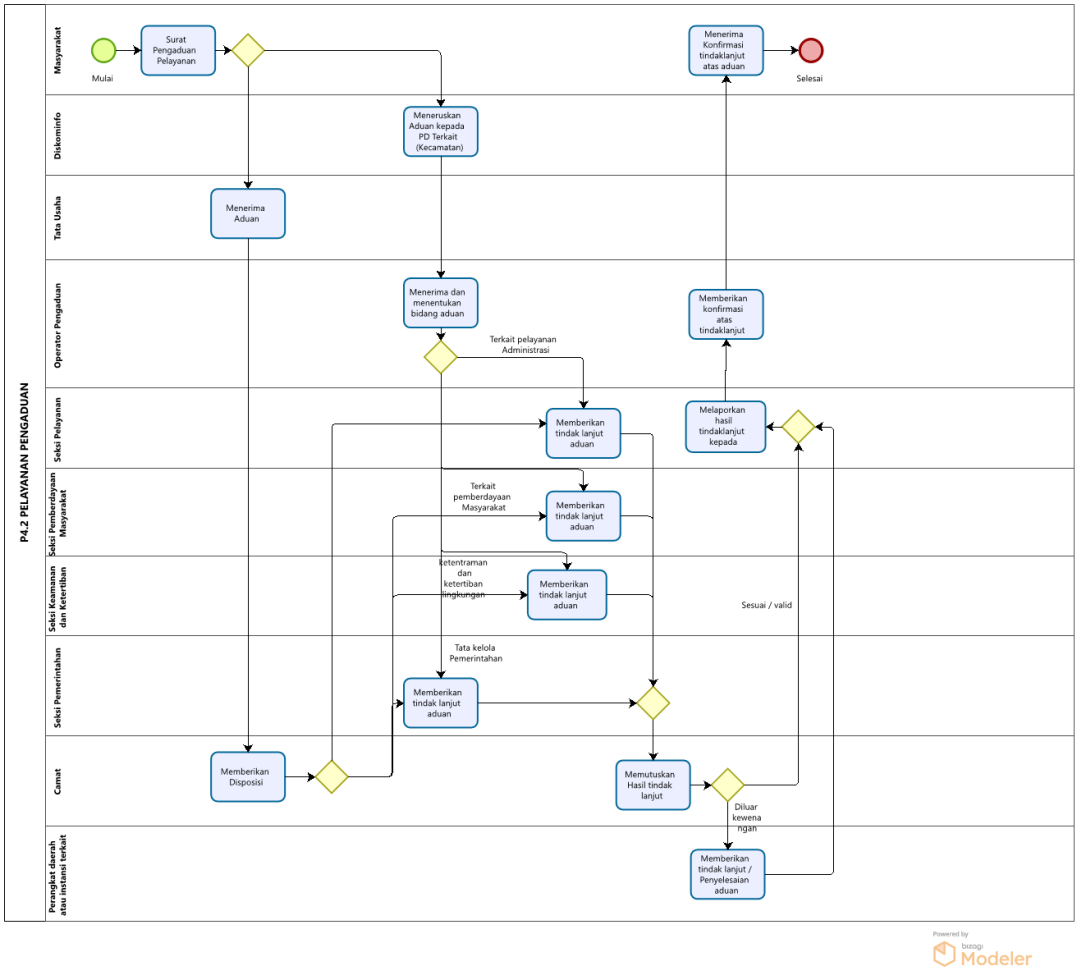 P4.2 PELAYANAN PENGADUAN
Masyarakat
Mulai
Surat
Pengaduan
Pelayanan
Menerima
Konfirmasi
tindaklanjut
atas aduan
Selesai
Diskominfo
Meneruskan
Aduan kepada
PD Terkait
(Kecamatan)
Tata Usaha
Menerima
Aduan
Operator Pengaduan
Menerima dan
menentukan
bidang aduan
Terkait pelayanan
Administrasi
Memberikan
konfirmasi
atas
tindaklanjut
Seksi Pelayanan
Memberikan
tindak lanjut
aduan
Melaporkan
hasil
tindaklanjut
kepada
Seksi Pemberdayaan
Masyarakat
Terkait
pemberdayaan
Masyarakat
Memberikan
tindak lanjut
aduan
Seksi Keamanan
dan Ketertiban
ketentraman
dan
ketertiban
lingkungan
Memberikan
tindak lanjut
aduan
Sesuai / valid
Seksi Pemerintahan
Tata kelola
Pemerintahan
Memberikan
tindak lanjut
aduan
Camat
Memberikan
Disposisi
Memutuskan
Hasil tindak
lanjut
Diluar
kewena
ngan
Perangkat daerah
atau instansi terkait
Memberikan
tindak lanjut /
Penyelesaian
aduan
Powered by
bizagi
Modeler